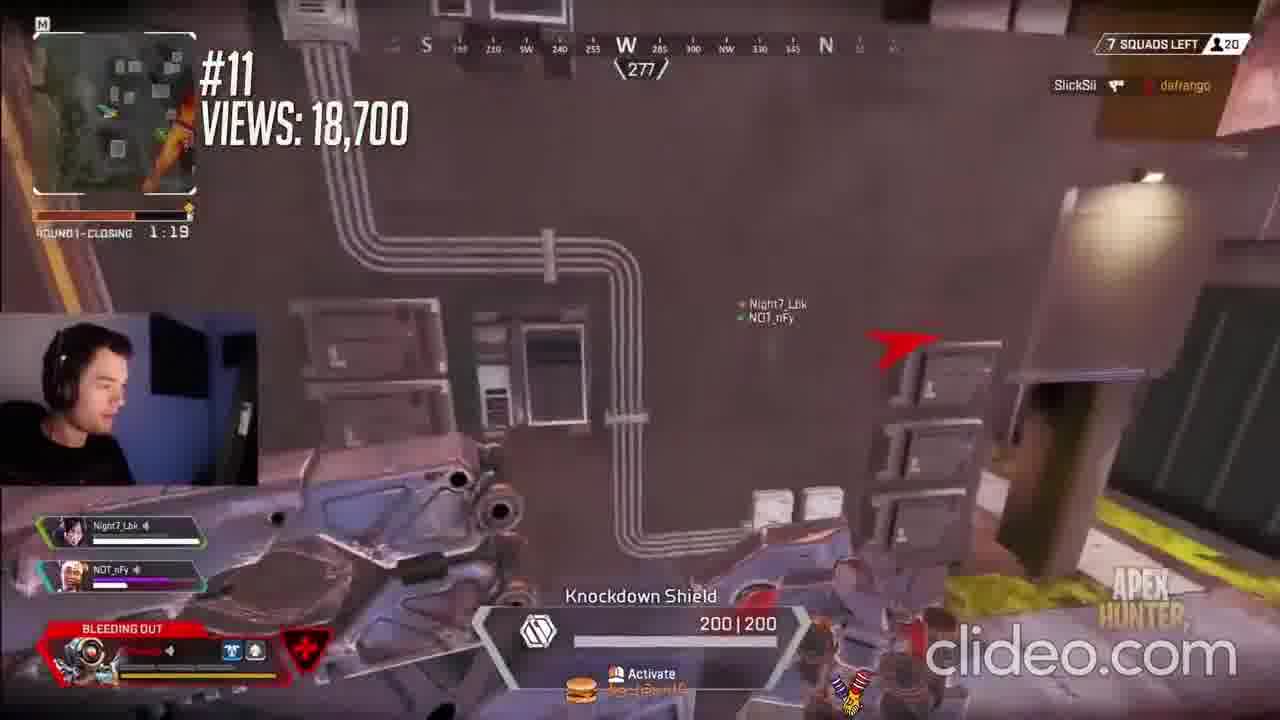 M
S 195 210 SW 240 255 W 285 300 NW 330 345 N
277
7 SQUADS LEFT 20
#11
VIEWS: 18,700
SlickSii dafrango
ROUND 1 - CLOSING 1:19
Night7_Lbk
NOT_nFy
Night7_Lbk
NOT_nFy
Knockdown Shield
200 | 200
BLEEDING OUT
Activate
APEX
HUNTER
clideo.com